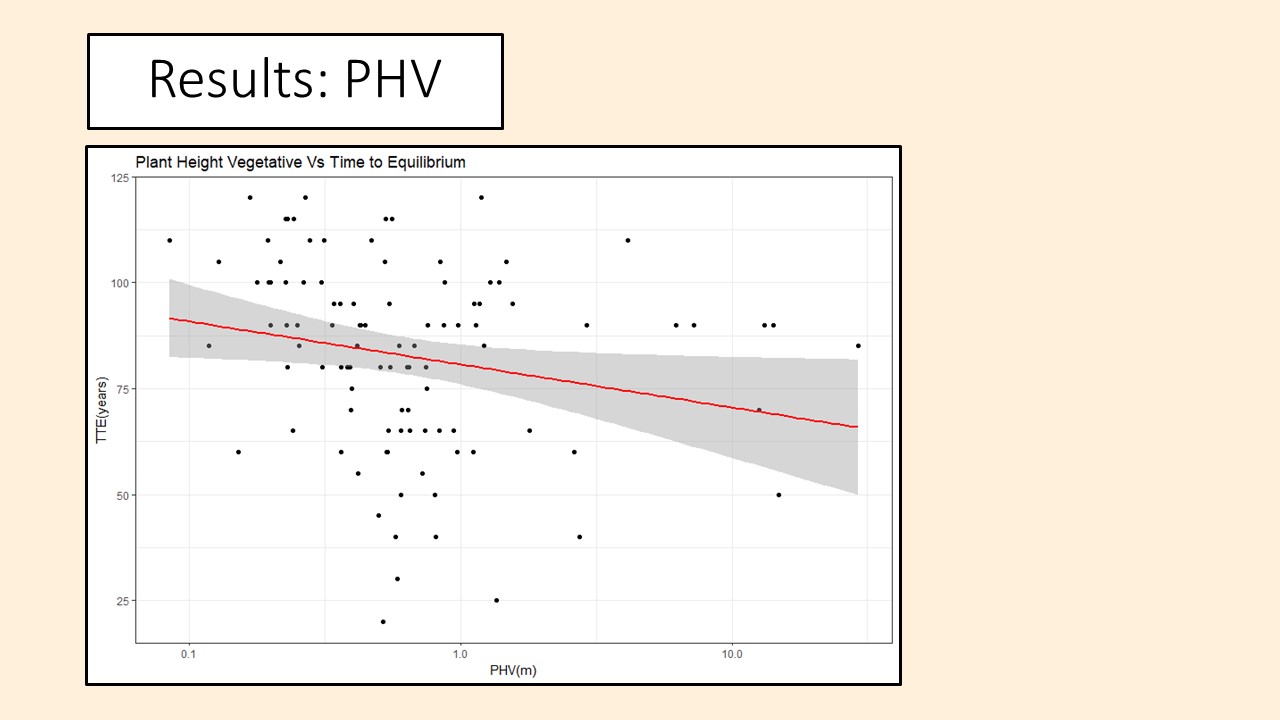 Results: PHV
Plant Height Vegetative Vs Time to Equilibrium
125
100
75
50
25
TTE(years)
0.1 1.0 10.0
PHV(m)